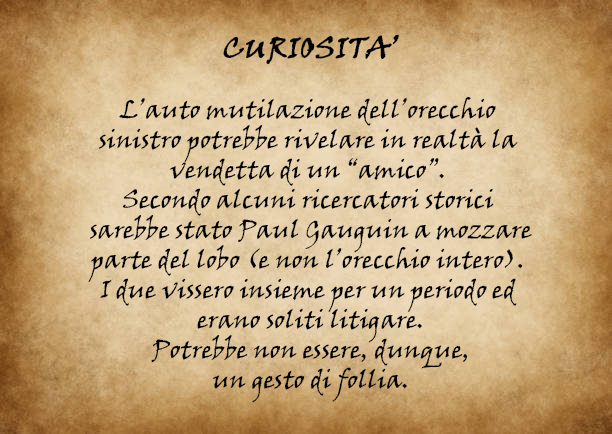 CURIOSITA'
L'auto mutilazione dell'orecchio
sinistro potrebbe rivelare in realtà la
vendetta di un "amico".
Secondo alcuni ricercatori storici
sarebbe stato Paul Gauguin a mozzare
parte del lobo (e non l'orecchio intero).
I due vissero insieme per un periodo ed
erano soliti litigare.
Potrebbe non essere, dunque,
un gesto di follia.